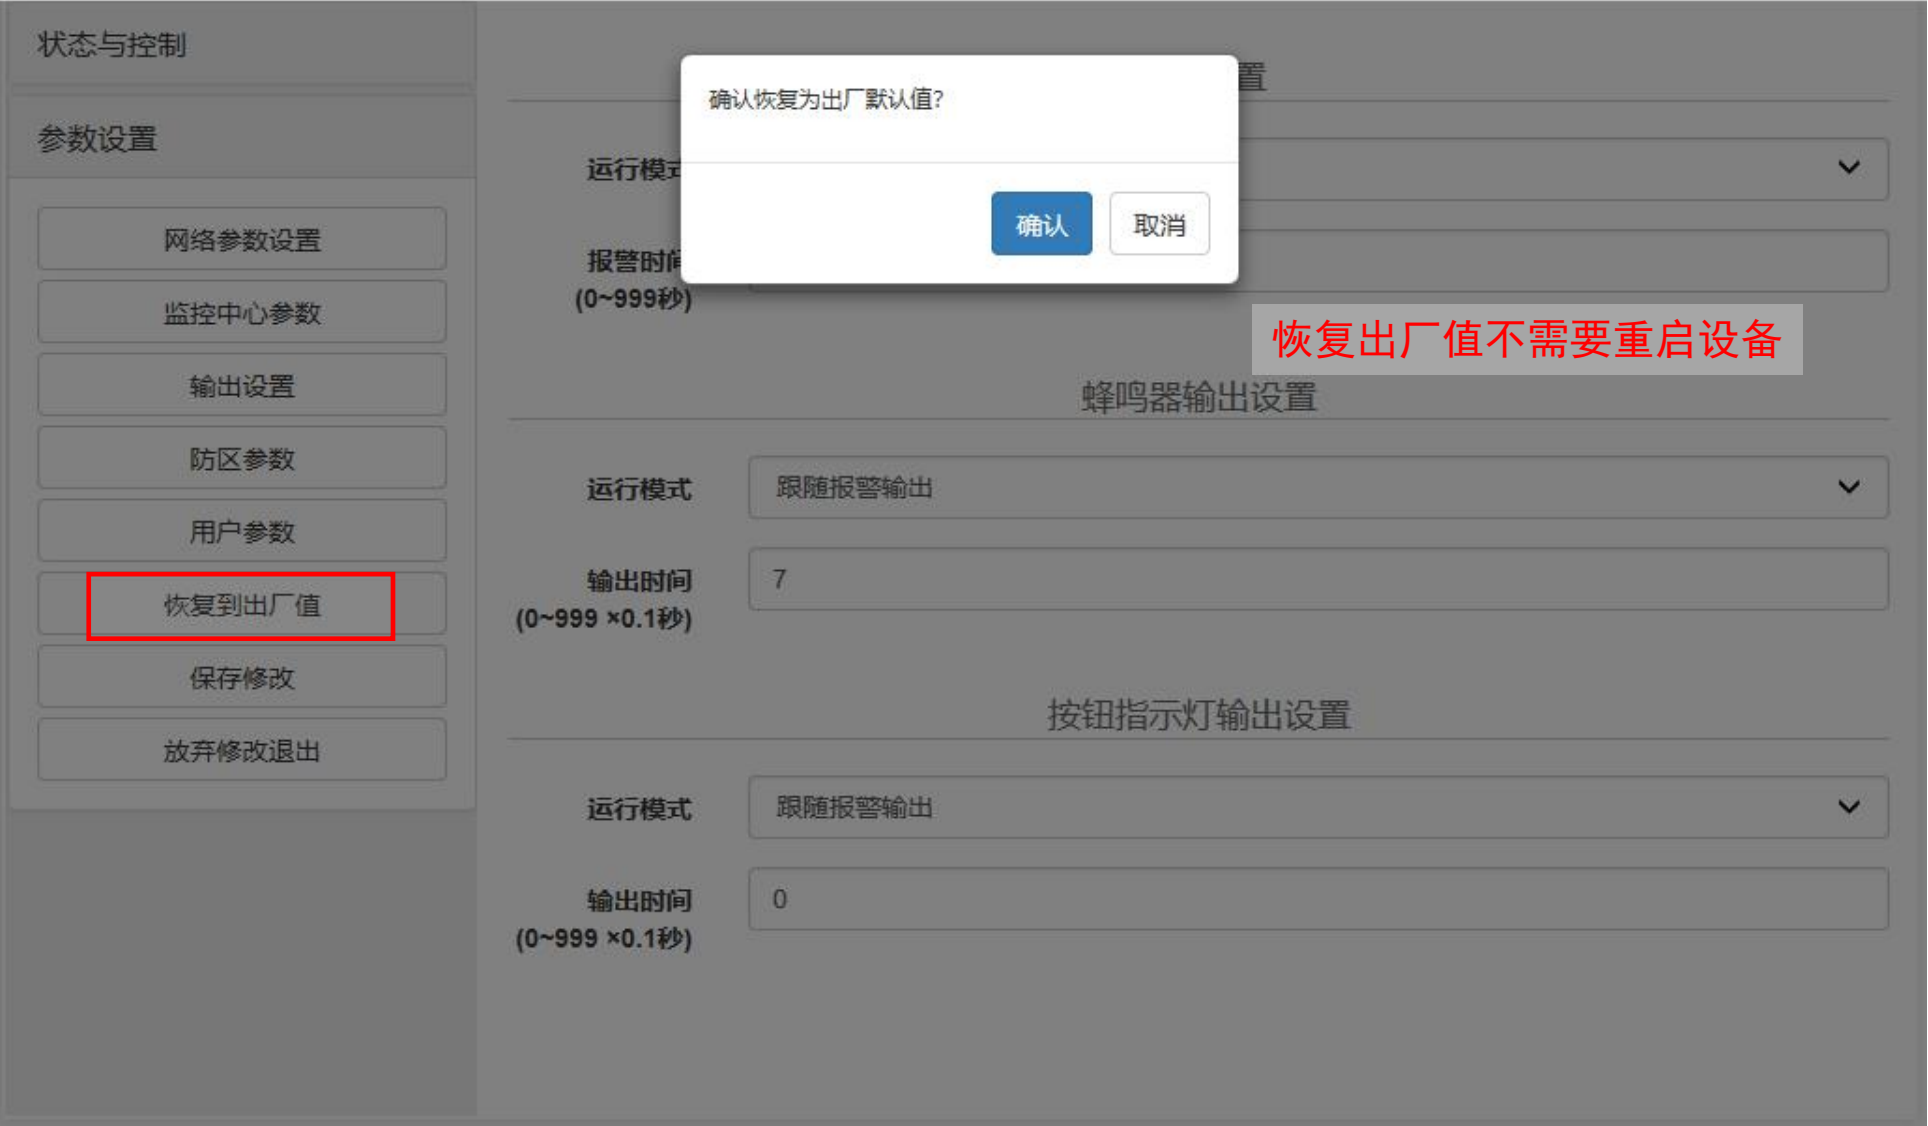 状态与控制
参数设置
网络参数设置
监控中心参数
输出设置
防区参数
用户参数
恢复到出厂值
保存修改
放弃修改退出
确认恢复为出厂默认值?
确认
取消
置
运行模式
报警时间
(0~999秒)
恢复出厂值不需要重启设备
蜂鸣器输出设置
运行模式
跟随报警输出
输出时间
(0~999 ×0.1秒)
7
按钮指示灯输出设置
运行模式
跟随报警输出
输出时间
(0~999 ×0.1秒)
0